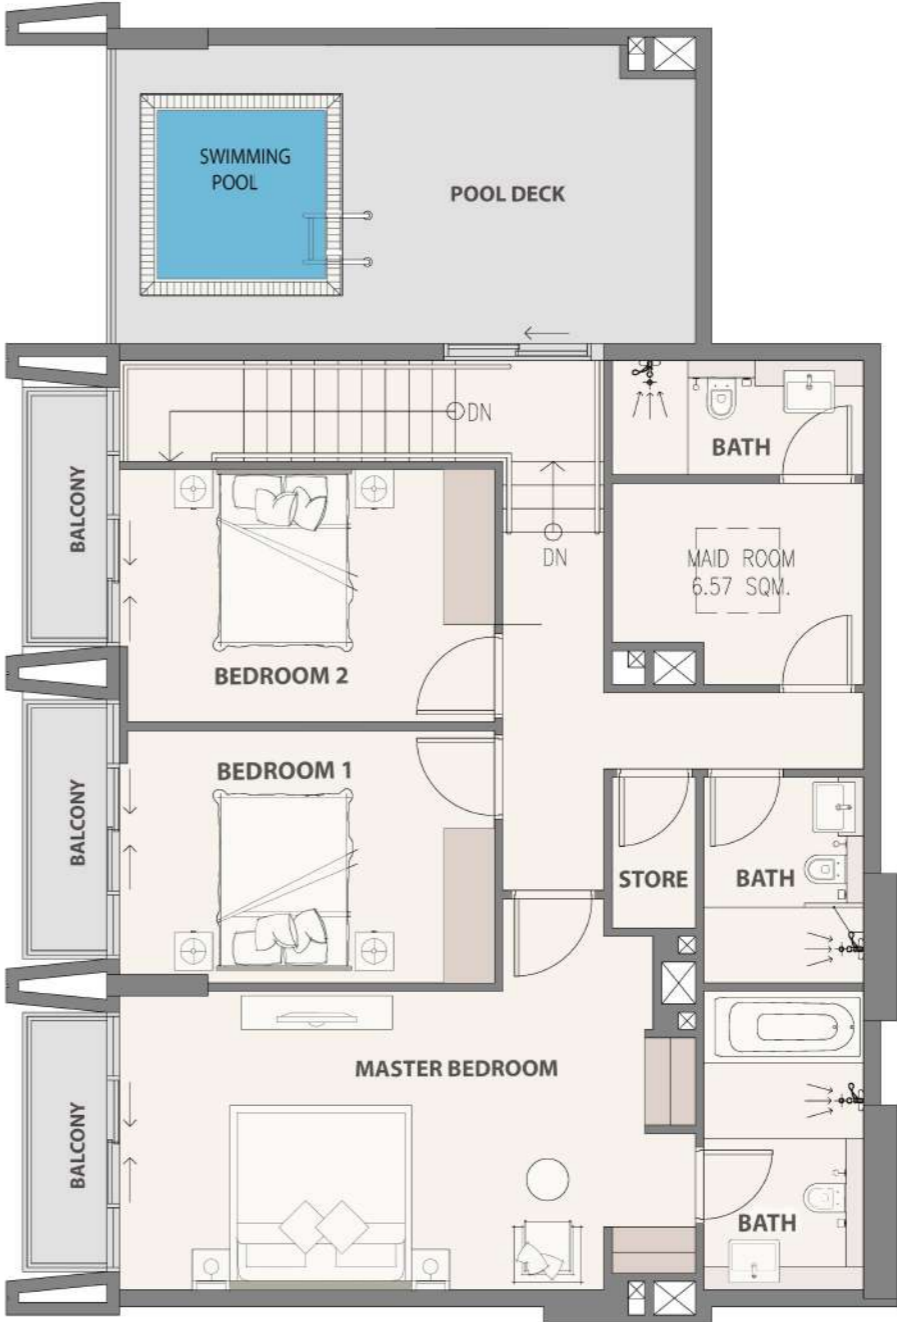 SWIMMING
POOL
POOL DECK
DN
BATH
BALCONY
DN
MAID ROOM
6.57 SQM.
BEDROOM 2
BEDROOM 1
BALCONY
STORE
BATH
MASTER BEDROOM
BALCONY
BATH